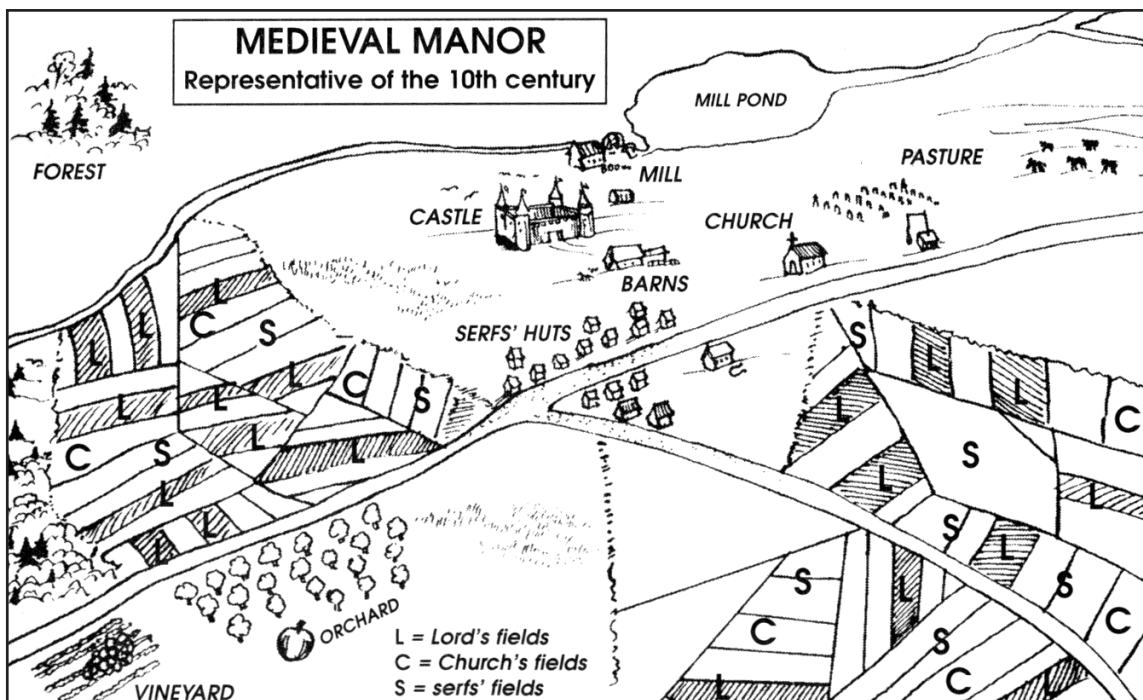 MEDIEVAL MANOR
Representative of the 10th century
FOREST
MILL POND
MILL
PASTURE
CASTLE
CHURCH
BARNS
SERFS' HUTS
L
L
L
C
S
L
L
L
L
C
S
L
L
C
S
L
L
L
L
S
L
L
C
L
S
L
L
S
L
S
L
S
C
C
S
C
L
L
ORCHARD
VINEYARD
L = Lord's fields
C = Church's fields
S = serfs' fields